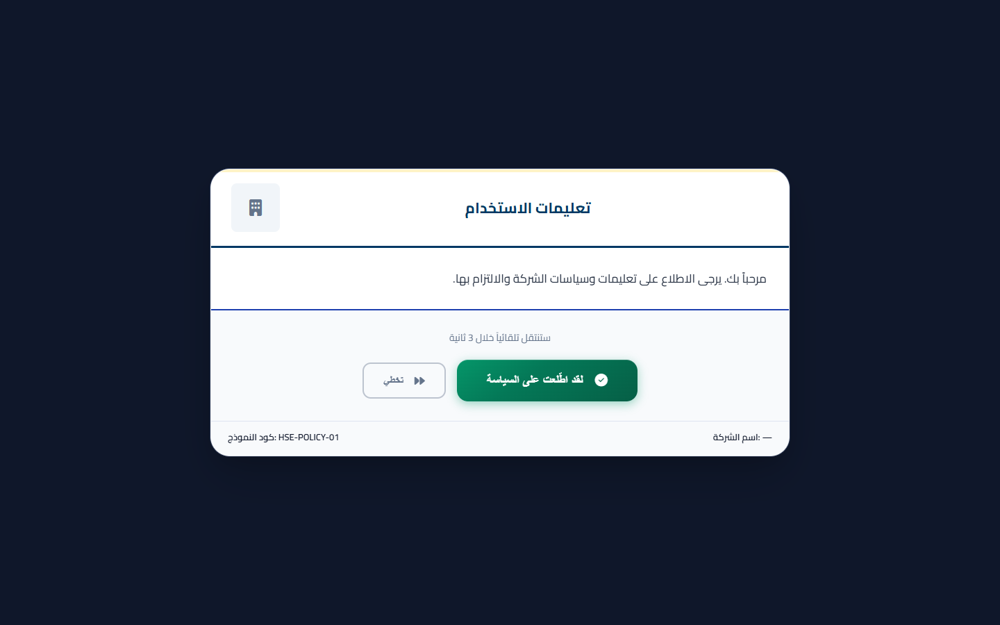 تعليمات الاستخدام
مرحباً بك. يرجى الاطلاع على تعليمات وسياسات الشركة والالتزام بها.
ستنتقل تلقائياً خلال 3 ثانية
لقد اطّلعت على السياسة
تخطي
اسم الشركة: —
كود النموذج: HSE-POLICY-01